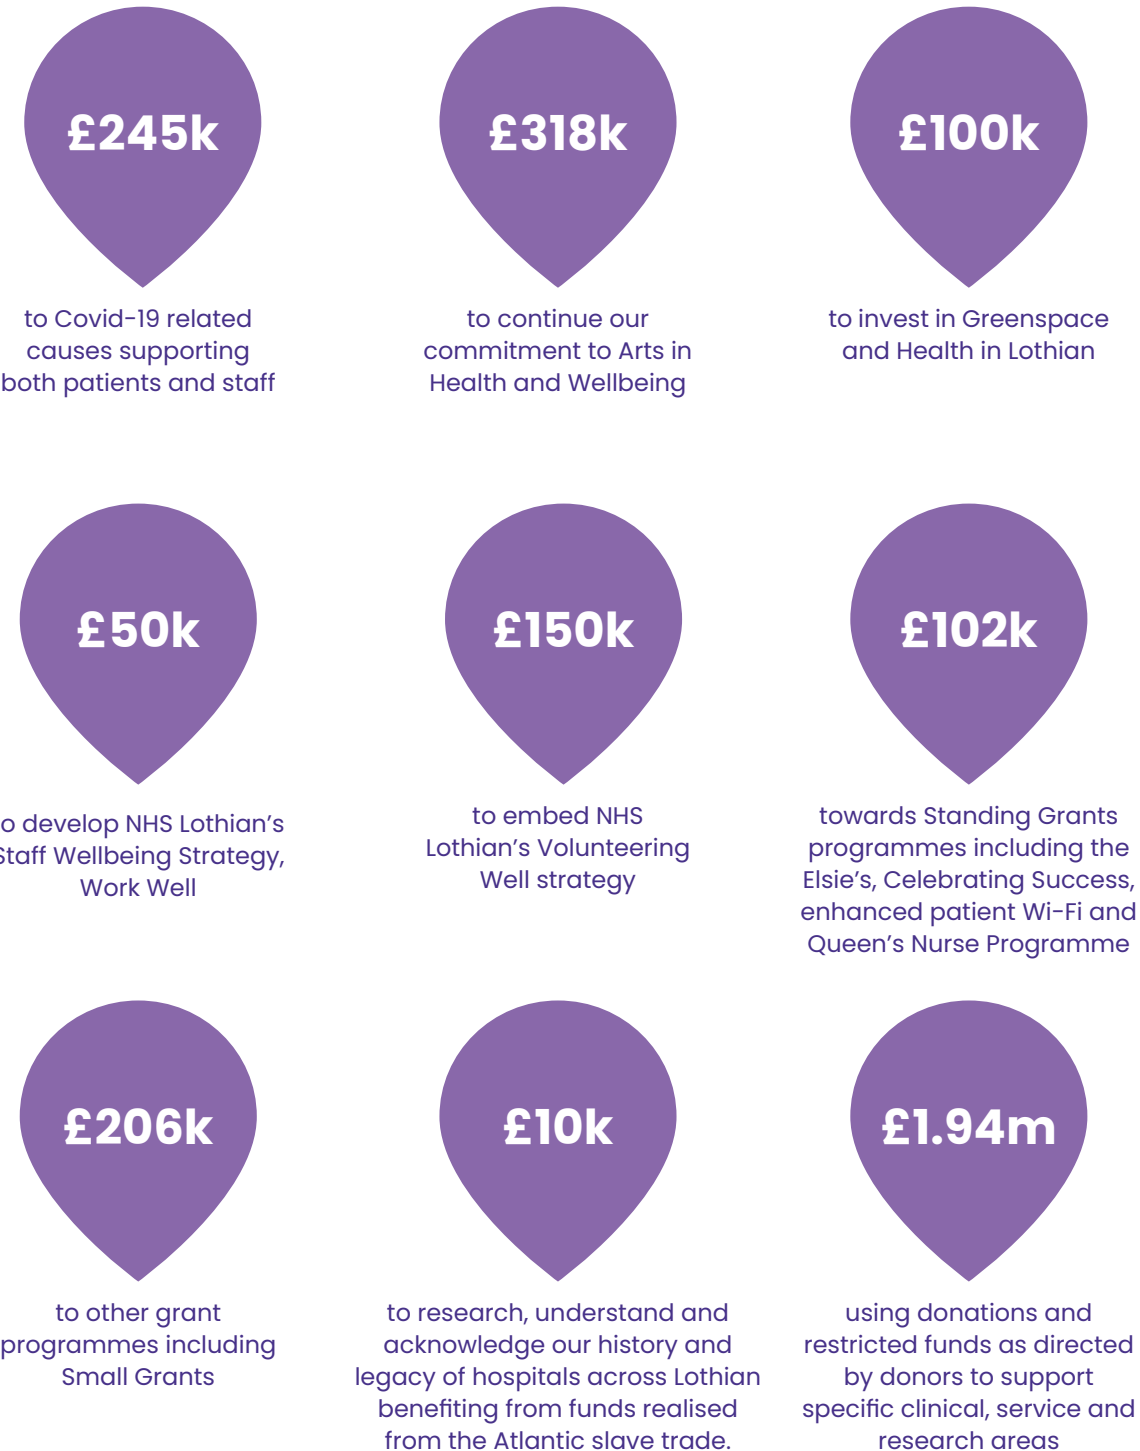 £245k
to Covid-19 related
causes supporting
both patients and staff
£318k
to continue our
commitment to Arts in
Health and Wellbeing
£100k
to invest in Greenspace
and Health in Lothian
£50k
o develop NHS Lothian's
Staff Wellbeing Strategy,
Work Well
£150k
to embed NHS
Lothian's Volunteering
Well strategy
£102k
towards Standing Grants
programmes including the
Elsie's, Celebrating Success,
enhanced patient Wi-Fi and
Queen's Nurse Programme
£206k
to other grant
programmes including
Small Grants
£10k
to research, understand and
acknowledge our history and
legacy of hospitals across Lothian
benefiting from funds realised
from the Atlantic slave trade.
£1.94m
using donations and
restricted funds as directed
by donors to support
specific clinical, service and
research areas